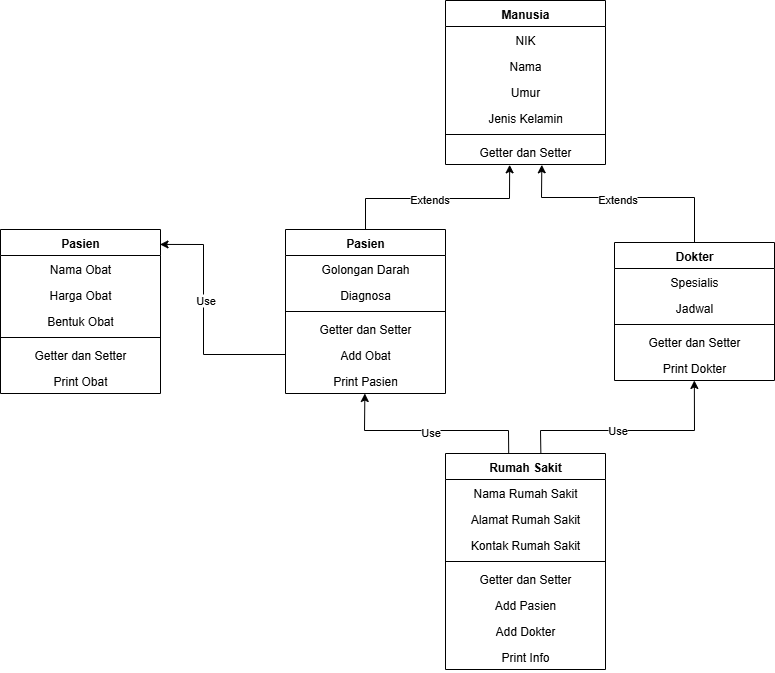 Manusia
NIK
Nama
Umur
Jenis Kelamin
Getter dan Setter
Extends
Extends
Pasien
Nama Obat
Harga Obat
Bentuk Obat
Getter dan Setter
Print Obat
Use
Pasien
Golongan Darah
Diagnosa
Getter dan Setter
Add Obat
Print Pasien
Dokter
Spesialis
Jadwal
Getter dan Setter
Print Dokter
Use
Use
Rumah Sakit
Nama Rumah Sakit
Alamat Rumah Sakit
Kontak Rumah Sakit
Getter dan Setter
Add Pasien
Add Dokter
Print Info